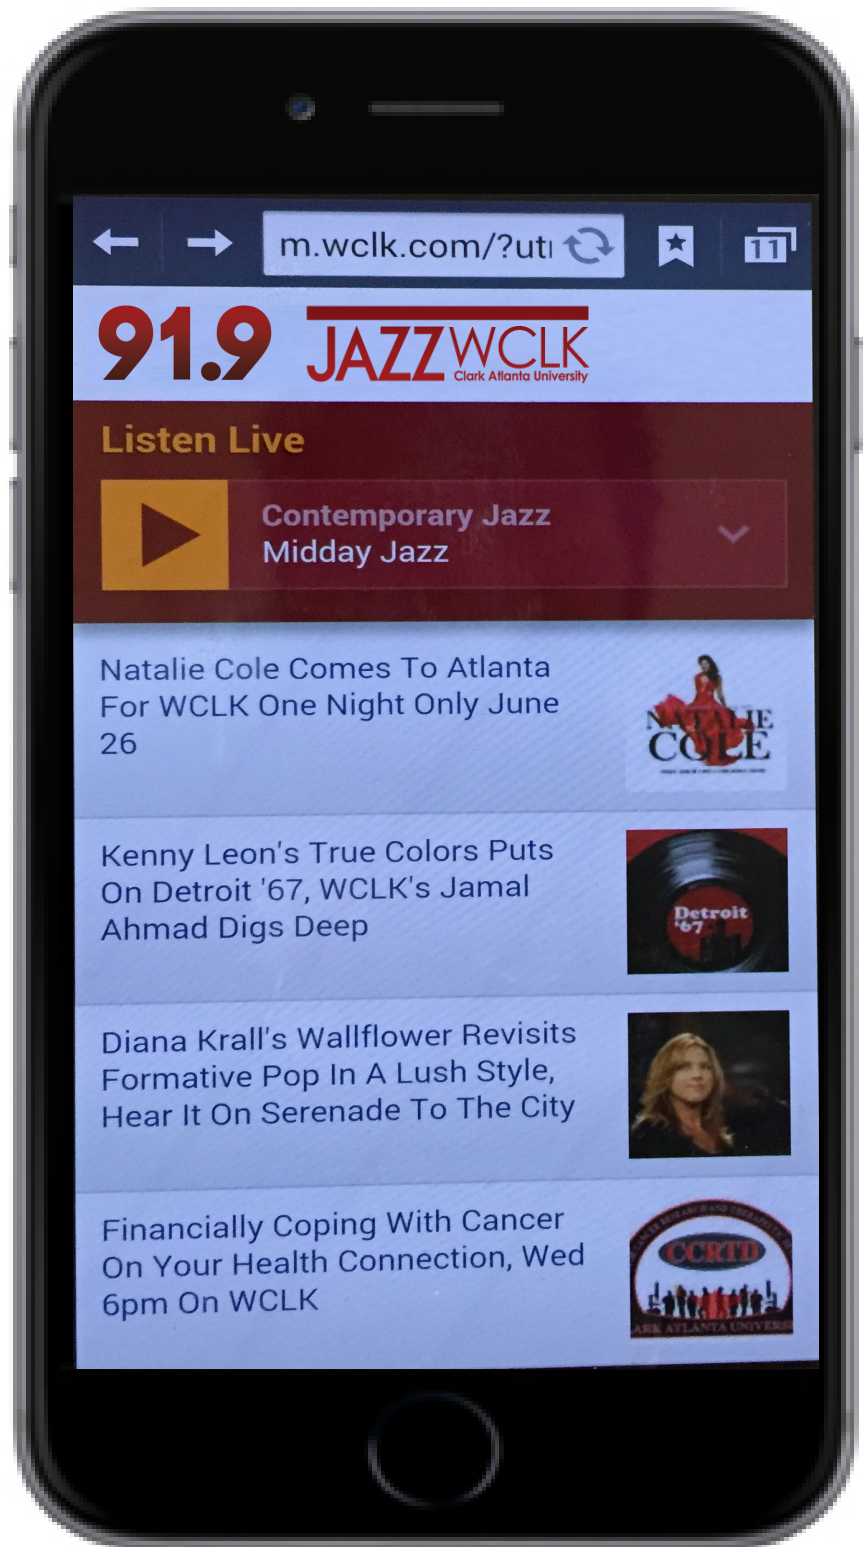 m.wclk.com/?utı
11
91.9
JAZZ WCLK
Clark Atlanta University
Listen Live
Contemporary Jazz
Midday Jazz
Natalie Cole Comes To Atlanta
For WCLK One Night Only June
26
NATALIE
COLE
Kenny Leon's True Colors Puts
On Detroit '67, WCLK's Jamal
Ahmad Digs Deep
Detroit
'67
Diana Krall's Wallflower Revisits
Formative Pop In A Lush Style,
Hear It On Serenade To The City
Financially Coping With Cancer
On Your Health Connection, Wed
6pm On WCLK
CCRTD